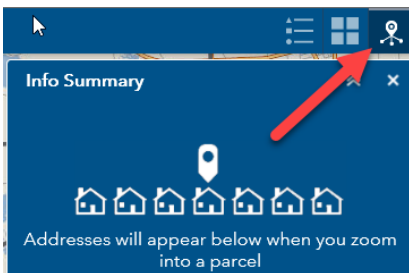 Info Summary
Addresses will appear below when you zoom
into a parcel